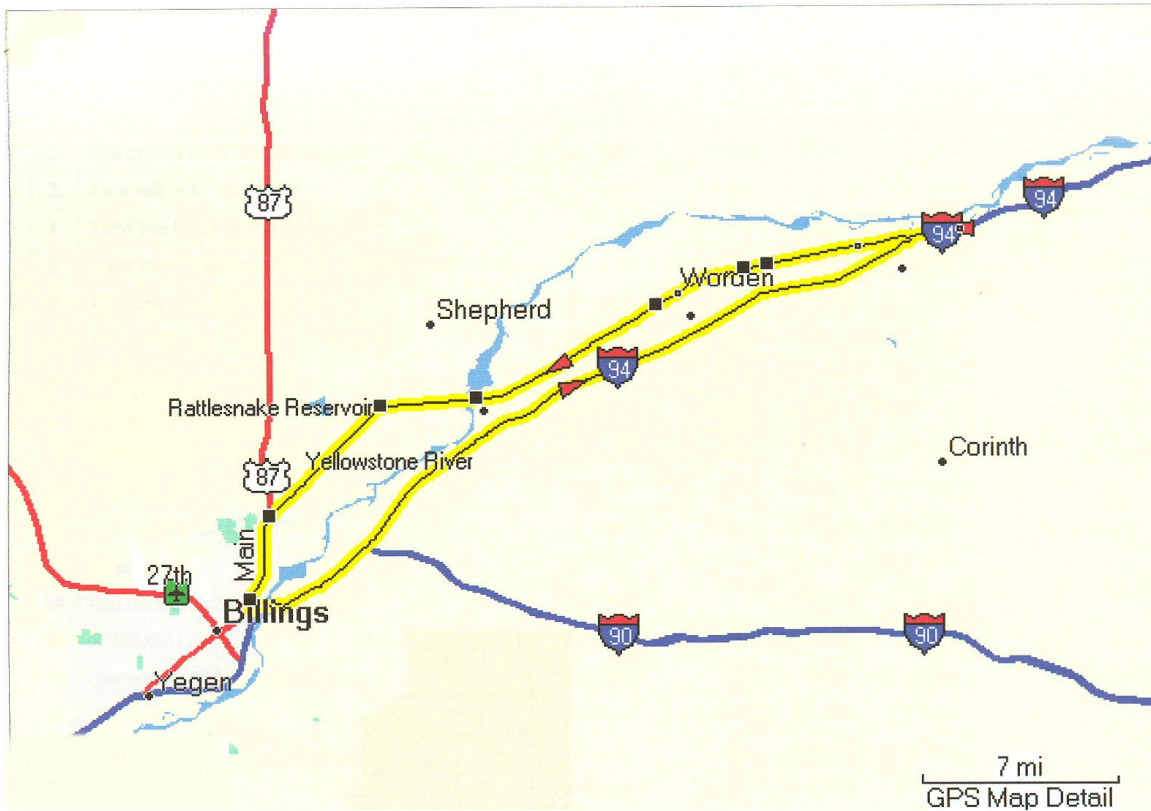 87
94
94
Worden
Shepherd
94
Rattlesnake Reservoir
Yellowstone River
87
Corinth
Main
27th
Billings
90
90
Yegen
7 mi
GPS Map Detail